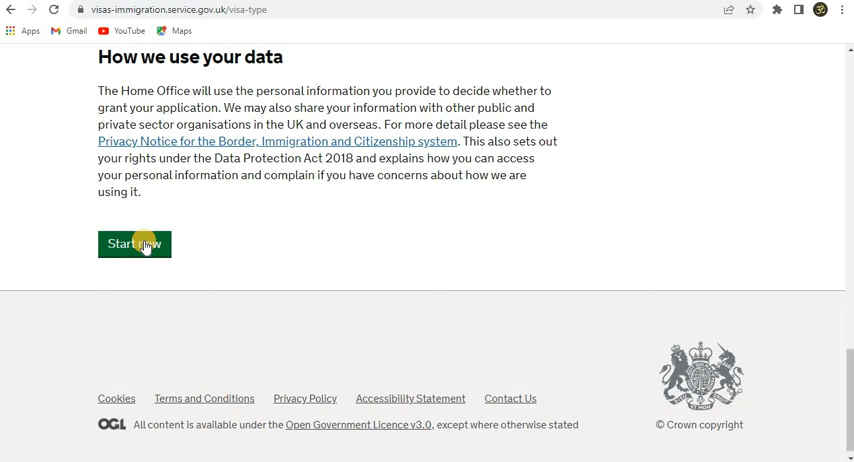 visas-immigration.service.gov.uk/visa-type
Apps Gmail YouTube Maps
How we use your data
The Home Office will use the personal information you provide to decide whether to
grant your application. We may also share your information with other public and
private sector organisations in the UK and overseas. For more detail please see the
Privacy Notice for the Border, Immigration and Citizenship system. This also sets out
your rights under the Data Protection Act 2018 and explains how you can access
your personal information and complain if you have concerns about how we are
using it.
Start now
Cookies Terms and Conditions Privacy Policy Accessibility Statement Contact Us
OGL All content is available under the Open Government Licence v3.0, except where otherwise stated
© Crown copyright